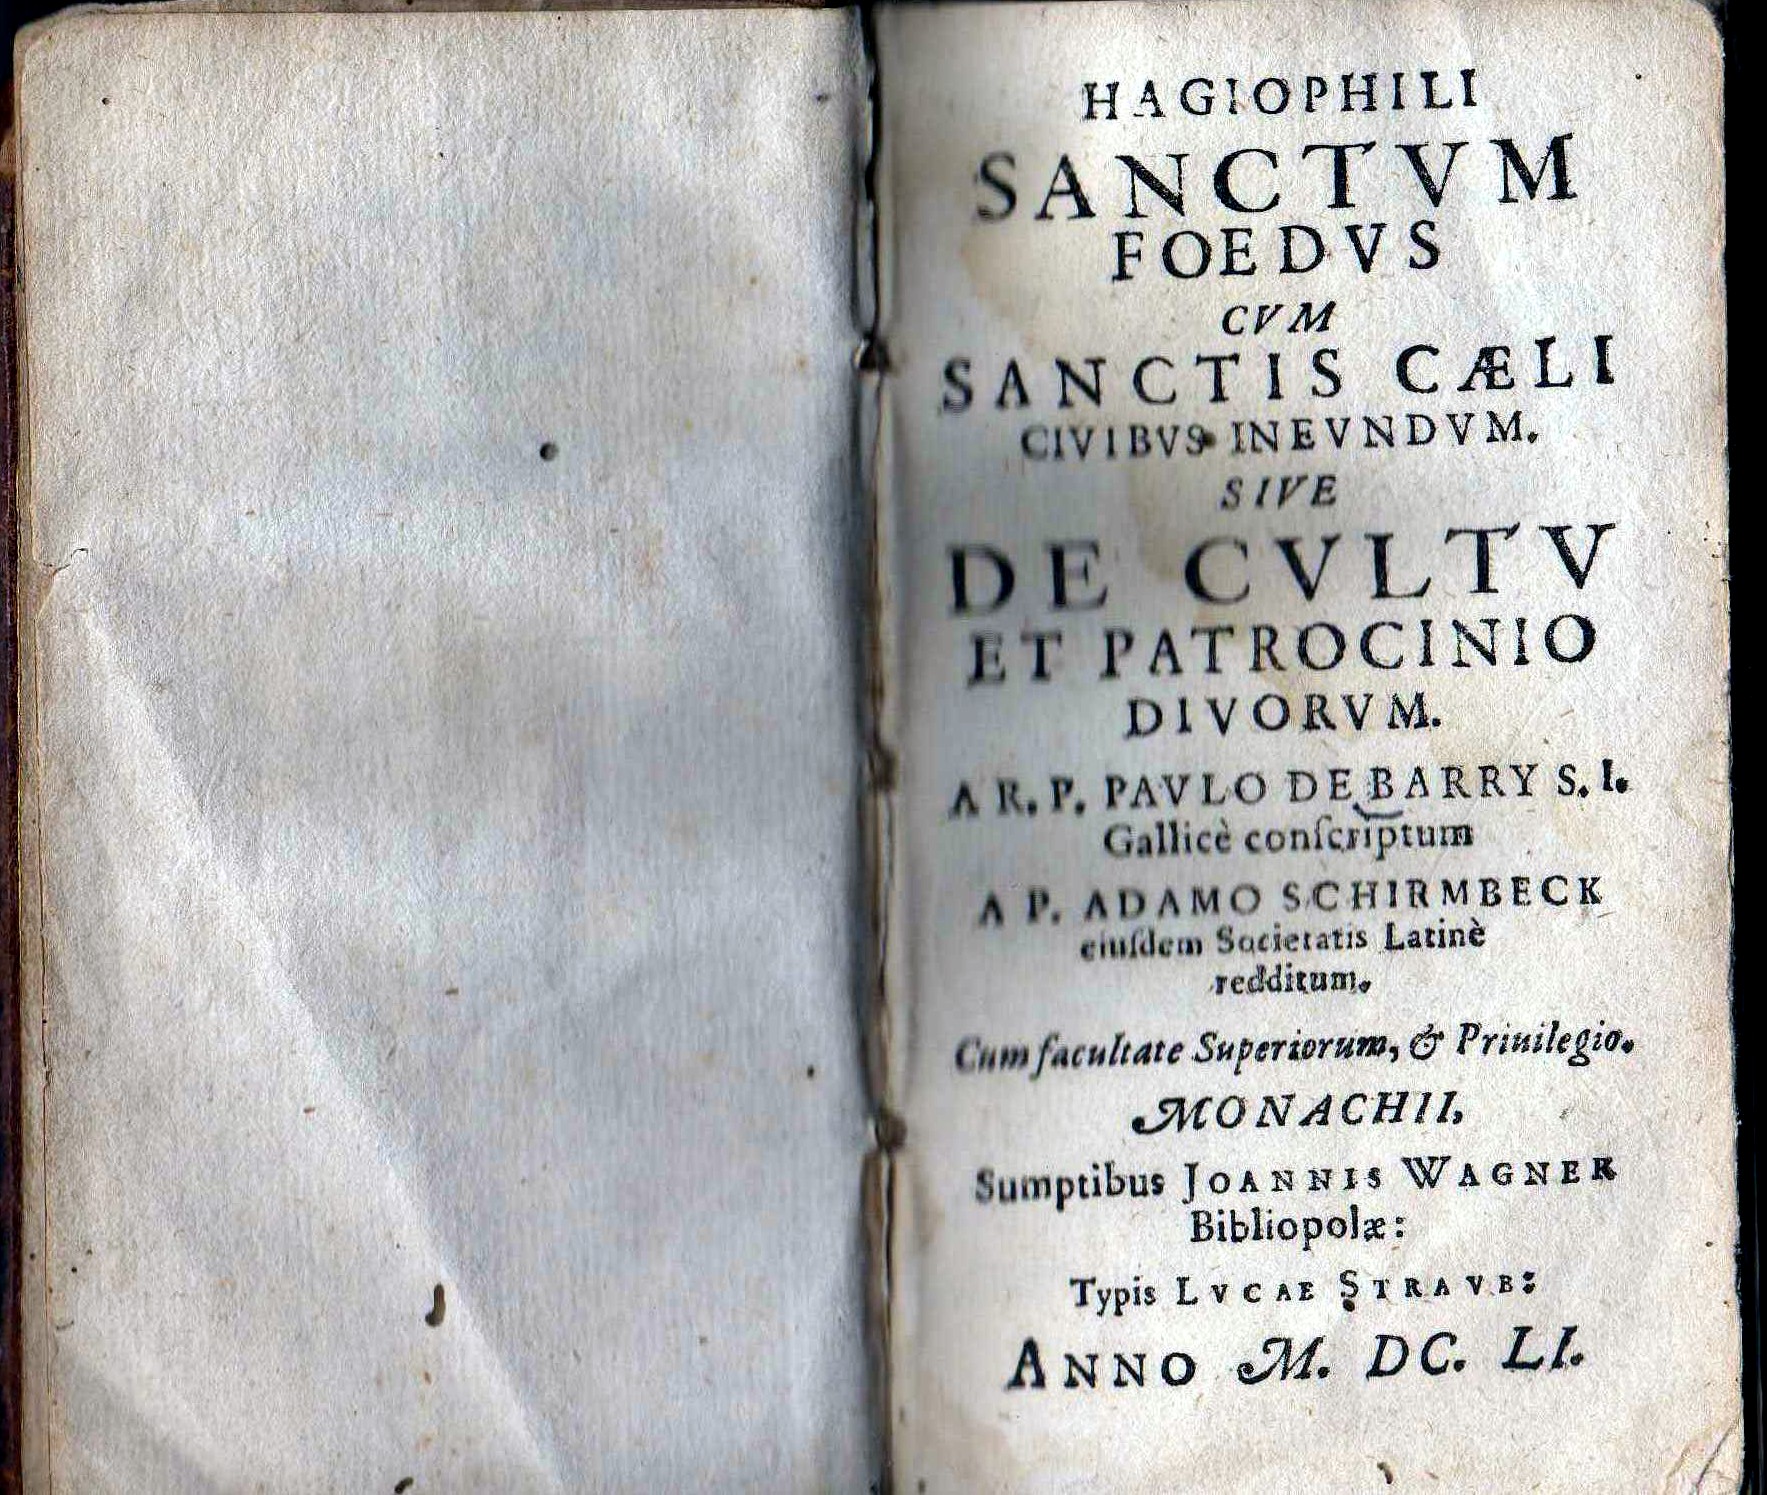 HAGIOPHILI
SANCTVM
FOEDVS
CVM
SANCTIS CÆLI
CIVIBVS INEVNDVM.
SIVE
DE CVLTV
ET PATROCINIO
DIVORVM.
A R. P. PAVLO DE BARRY S. I.
Gallicè conſcriptum
A P. ADAMO SCHIRMBECK
eiuſdem Societatis Latinè
redditum.
Cum facultate Superiorum, & Priuilegio.
MONACHII,
Sumptibus JOANNIS WAGNER
Bibliopolæ:
Typis LVCAE STRAVB:
ANNO M. DC. LI.